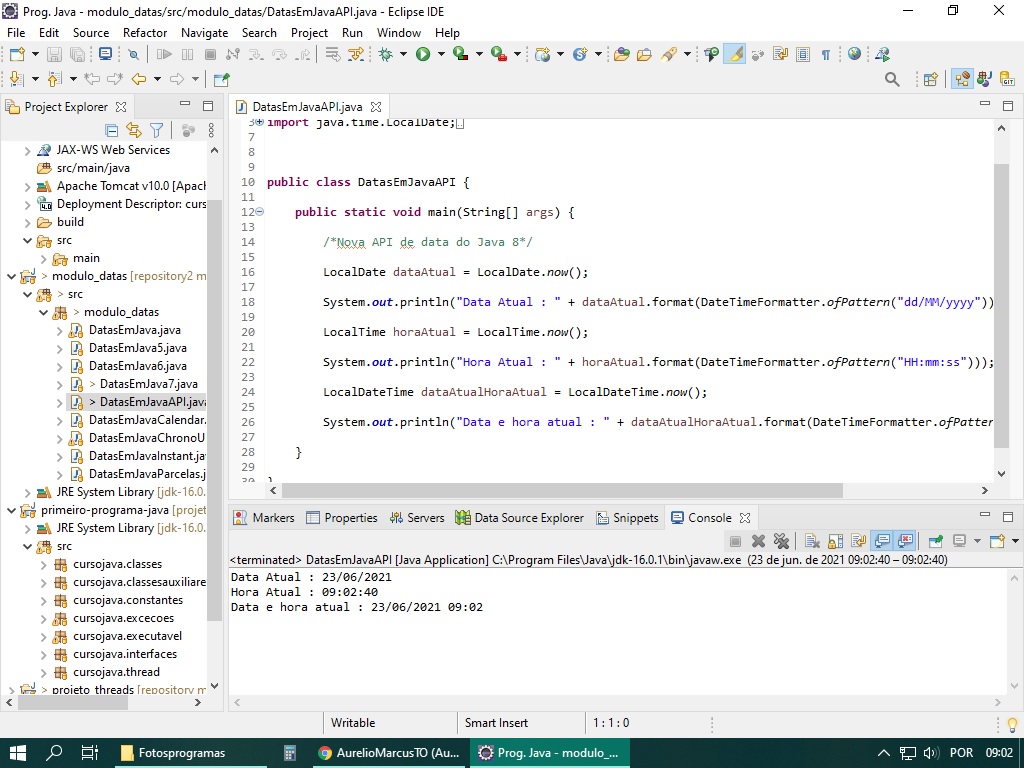 Prog. Java - modulo_datas/src/modulo_datas/DatasEmJavaAPI.java - Eclipse IDE
File Edit Source Refactor Navigate Search Project Run Window Help
Project Explorer
JAX-WS Web Services
src/main/java
Apache Tomcat v10.0 [Apach
Deployment Descriptor: curs
build
src
main
> modulo_datas [repository2 m
> src
> modulo_datas
DatasEmJava.java
DatasEmJava5.java
DatasEmJava6.java
> DatasEmJava7.java
> DatasEmJavaAPI.java
DatasEmJavaCalendar.
DatasEmJavaChronoU
DatasEmJavaInstant.ja
DatasEmJavaParcelas.j
JRE System Library [jdk-16.0.
primeiro-programa-java [projet
JRE System Library [jdk-16.0.
src
cursojava.classes
cursojava.classesauxiliare
cursojava.constantes
cursojava.excecoes
cursojava.executavel
cursojava.interfaces
cursojava.thread
> projeto_threads [repository m
DatasEmJavaAPI.java
3 import java.time.LocalDate;
7
8
9
10 public class DatasEmJavaAPI {
11
12 public static void main(String[] args) {
13
14 /*Nova API de data do Java 8*/
15
16 LocalDate dataAtual = LocalDate.now();
17
18 System.out.println("Data Atual : " + dataAtual.format(DateTimeFormatter.ofPattern("dd/MM/yyyy"))
19
20 LocalTime horaAtual = LocalTime.now();
21
22 System.out.println("Hora Atual : " + horaAtual.format(DateTimeFormatter.ofPattern("HH:mm:ss")));
23
24 LocalDateTime dataAtualHoraAtual = LocalDateTime.now();
25
26 System.out.println("Data e hora atual : " + dataAtualHoraAtual.format(DateTimeFormatter.ofPatter
27
28 }
29
30 }
Markers Properties Servers Data Source Explorer Snippets Console
<terminated> DatasEmJavaAPI [Java Application] C:\Program Files\Java\jdk-16.0.1\bin\javaw.exe (23 de jun. de 2021 09:02:40 – 09:02:40)
Data Atual : 23/06/2021
Hora Atual : 09:02:40
Data e hora atual : 23/06/2021 09:02
Writable Smart Insert 1 : 1 : 0
Fotosprogramas AurelioMarcusTO (Au... Prog. Java - modulo_... POR 09:02